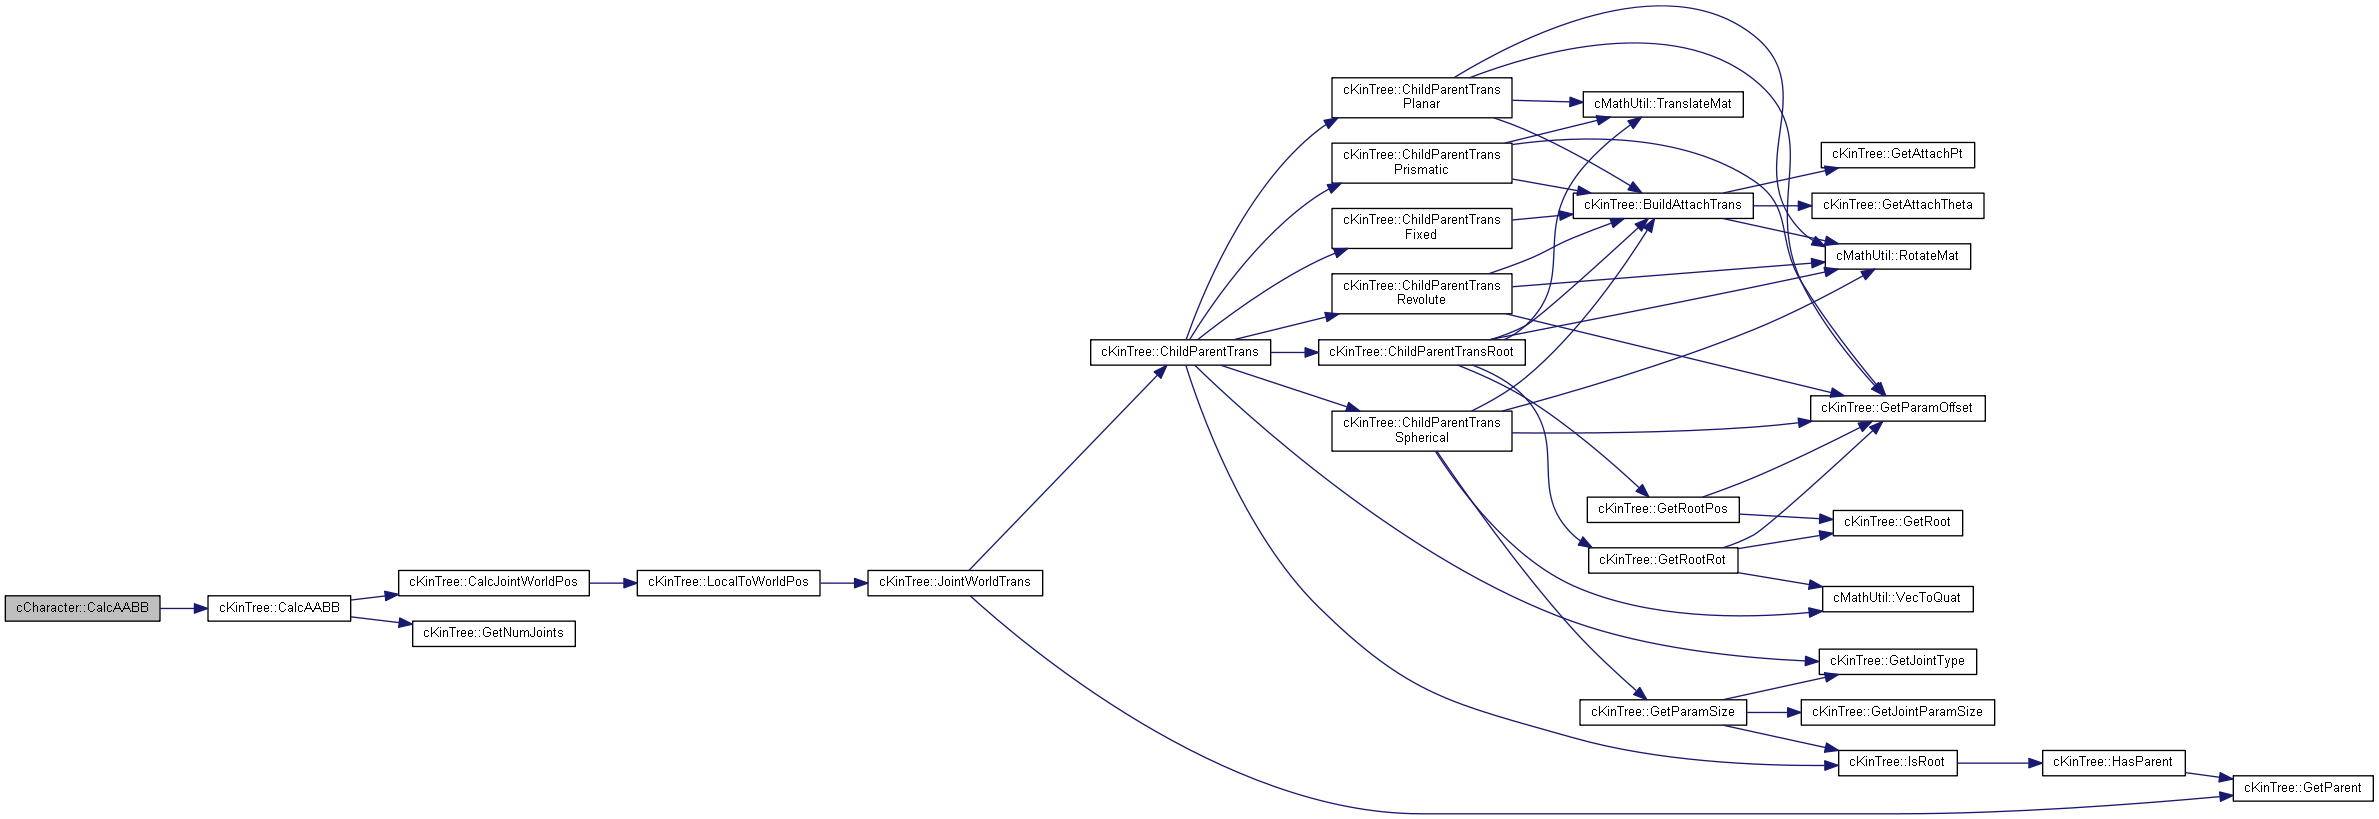 cCharacter::CalcAABB
cKinTree::CalcAABB
cKinTree::CalcJointWorldPos
cKinTree::GetNumJoints
cKinTree::LocalToWorldPos
cKinTree::JointWorldTrans
cKinTree::ChildParentTrans
cKinTree::ChildParentTrans
Planar
cKinTree::ChildParentTrans
Prismatic
cKinTree::ChildParentTrans
Fixed
cKinTree::ChildParentTrans
Revolute
cKinTree::ChildParentTransRoot
cKinTree::ChildParentTrans
Spherical
cMathUtil::TranslateMat
cKinTree::BuildAttachTrans
cKinTree::GetRootPos
cKinTree::GetRootRot
cKinTree::GetParamSize
cKinTree::GetAttachPt
cKinTree::GetAttachTheta
cMathUtil::RotateMat
cKinTree::GetParamOffset
cKinTree::GetRoot
cMathUtil::VecToQuat
cKinTree::GetJointType
cKinTree::GetJointParamSize
cKinTree::IsRoot
cKinTree::HasParent
cKinTree::GetParent